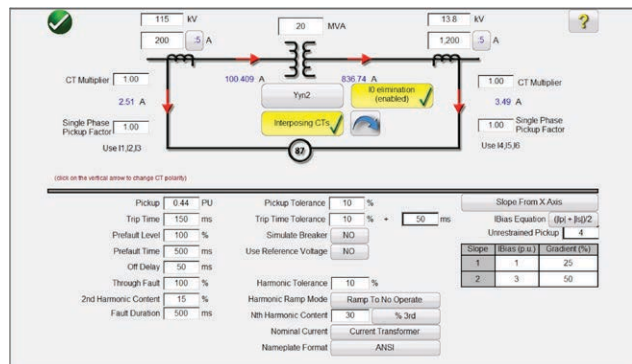 115 kV
20 MVA
13.8 kV
?
200 .5 A
1,200 .5 A
100.409 A
836.74 A
CT Multiplier 1.00
Yyn2
I0 elimination
(enabled)
1.00 CT Multiplier
2.51 A
3.49 A
Single Phase
Pickup Factor 1.00
Interposing CTs
1.00 Single Phase
Pickup Factor
Use I1,I2,I3
87
Use I4,I5,I6
(click on the vertical arrow to change CT polarity)
Pickup 0.44 PU
Pickup Tolerance 10 %
Slope From X Axis
Trip Time 150 ms
Trip Time Tolerance 10 % + 50 ms
IBias Equation (|Ip| + |Is|)/2
Prefault Level 100 %
Simulate Breaker NO
Unrestrained Pickup 4
Prefault Time 500 ms
Use Reference Voltage NO
Slope IBias (p.u.) Gradient (%)
Off Delay 50 ms
1 1 25
Through Fault 100 %
Harmonic Tolerance 10 %
2 3 50
2nd Harmonic Content 15 %
Harmonic Ramp Mode Ramp To No Operate
Fault Duration 500 ms
Nth Harmonic Content 30 % 3rd
Nominal Current Current Transformer
Nameplate Format ANSI